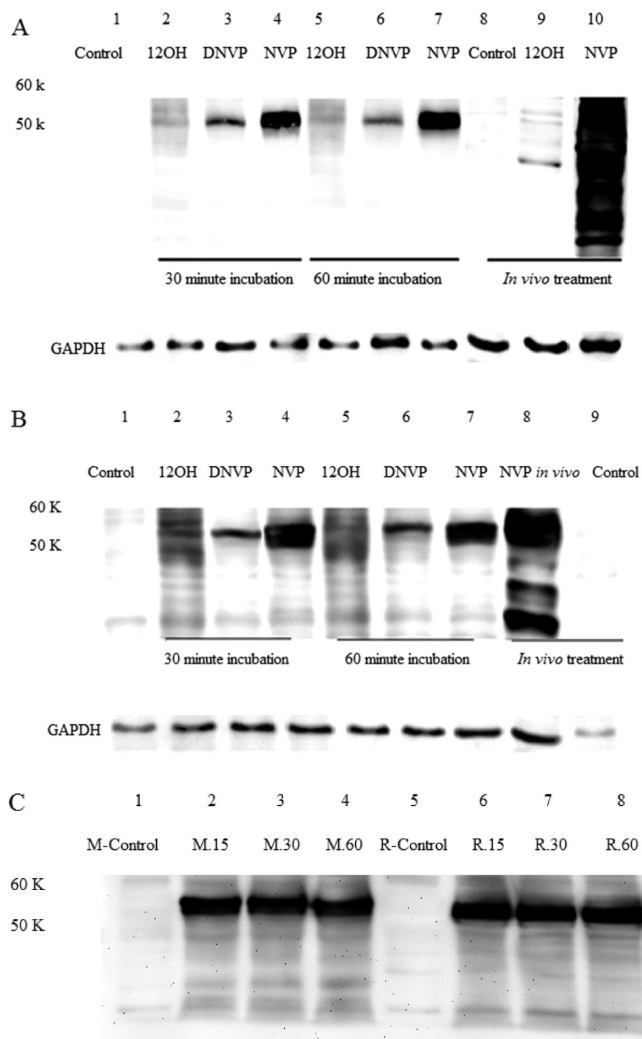 A
1 2 3 4 5 6 7 8 9 10
Control 12OH DNVP NVP 12OH DNVP NVP Control 12OH NVP
60 k
50 k
30 minute incubation 60 minute incubation In vivo treatment
GAPDH
B
1 2 3 4 5 6 7 8 9
Control 12OH DNVP NVP 12OH DNVP NVP NVP in vivo Control
60 K
50 K
30 minute incubation 60 minute incubation In vivo treatment
GAPDH
C
1 2 3 4 5 6 7 8
M-Control M.15 M.30 M.60 R-Control R.15 R.30 R.60
60 K
50 K